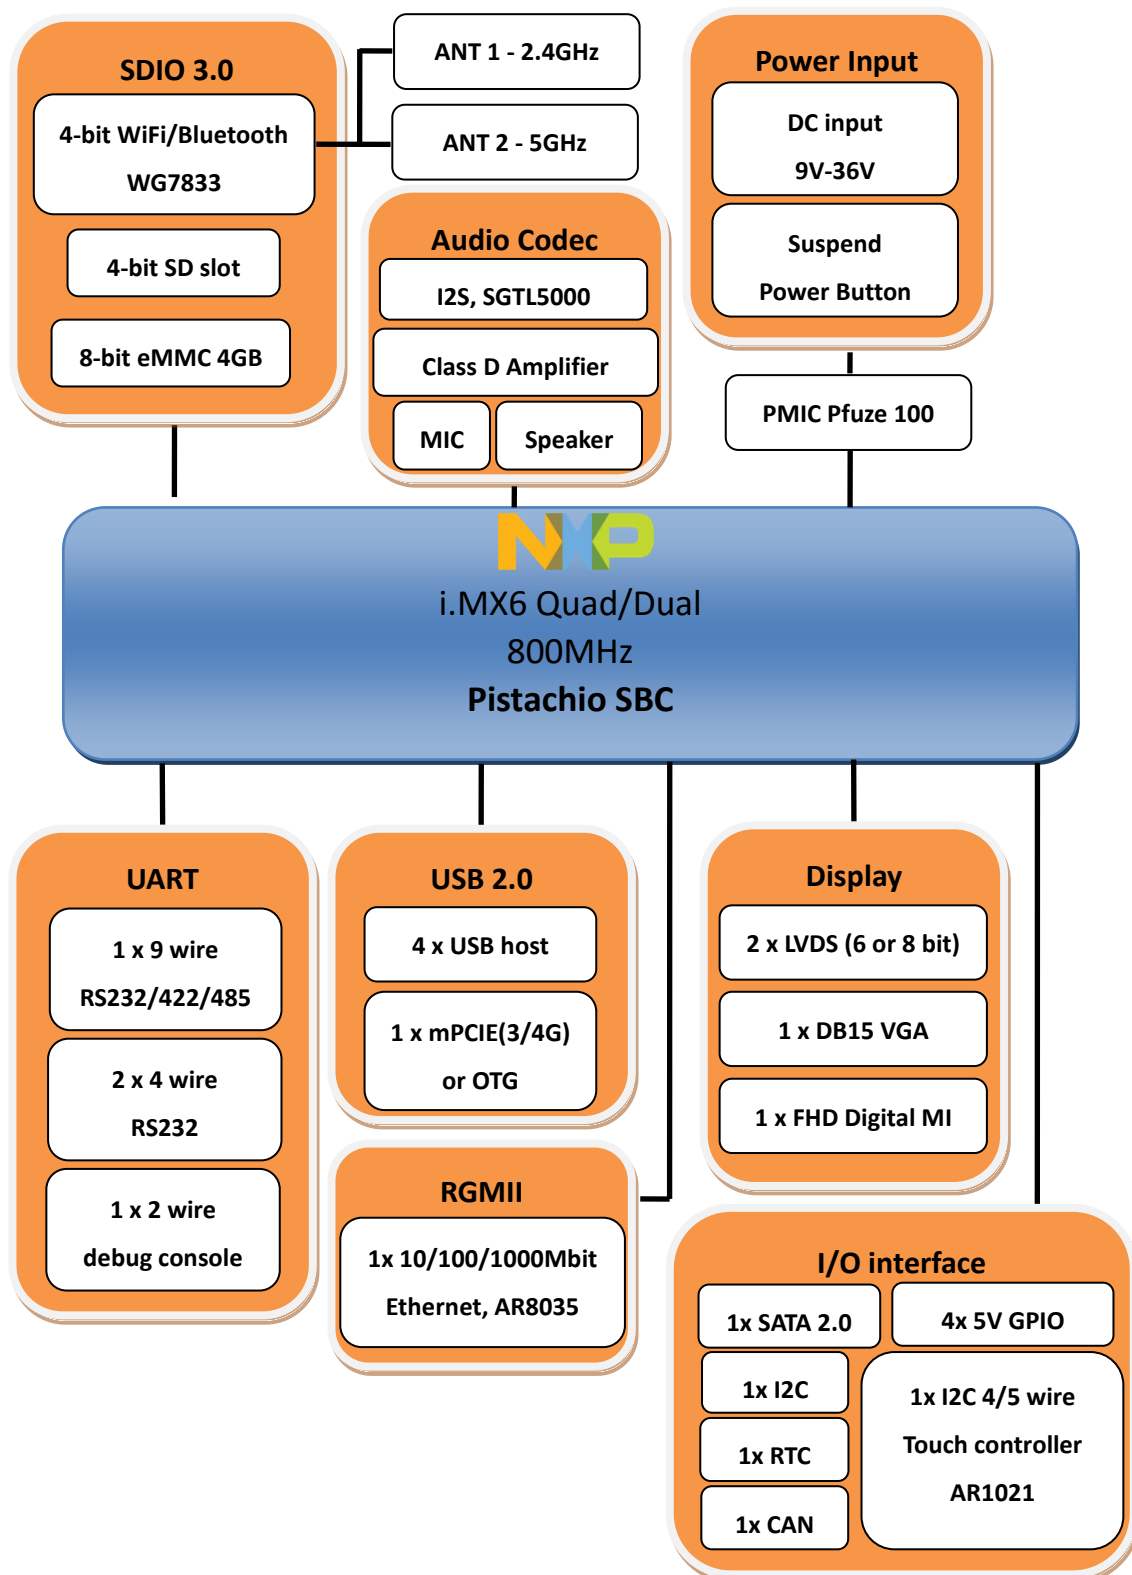 SDIO 3.0
4-bit WiFi/Bluetooth
WG7833
4-bit SD slot
8-bit eMMC 4GB
ANT 1 - 2.4GHz
ANT 2 - 5GHz
Audio Codec
I2S, SGTL5000
Class D Amplifier
MIC
Speaker
Power Input
DC input
9V-36V
Suspend
Power Button
PMIC Pfuze 100
NXP
i.MX6 Quad/Dual
800MHz
Pistachio SBC
UART
1 x 9 wire
RS232/422/485
2 x 4 wire
RS232
1 x 2 wire
debug console
USB 2.0
4 x USB host
1 x mPCIE(3/4G)
or OTG
RGMII
1x 10/100/1000Mbit
Ethernet, AR8035
Display
2 x LVDS (6 or 8 bit)
1 x DB15 VGA
1 x FHD Digital MI
I/O interface
1x SATA 2.0
4x 5V GPIO
1x I2C
1x RTC
1x CAN
1x I2C 4/5 wire
Touch controller
AR1021